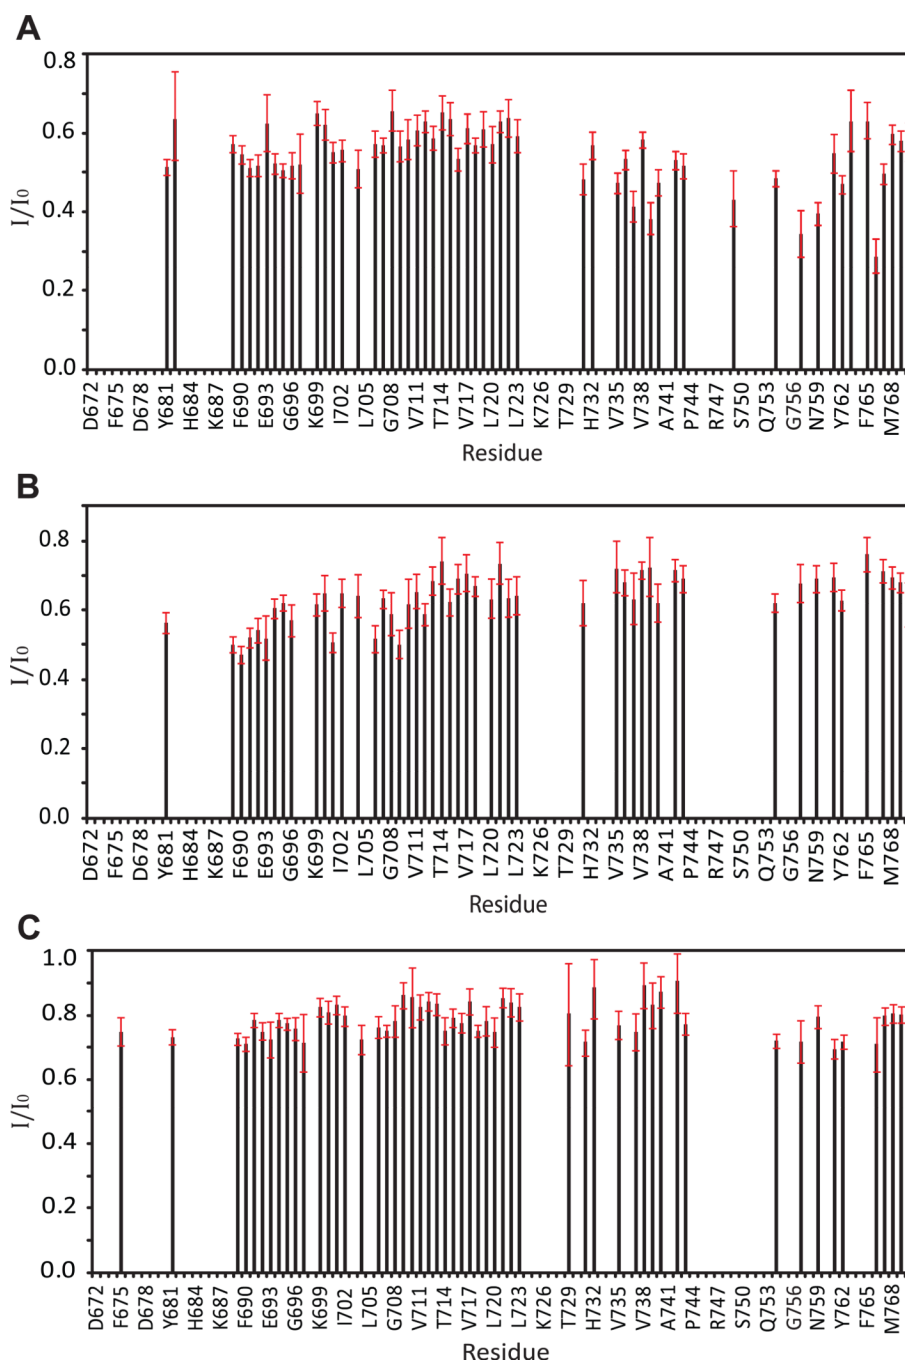 A
0.8
0.6
0.4
0.2
0.0
I/I0
D672 F675 D678 Y681 H684 K687 F690 E693 G696 K699 I702 L705 G708 V711 T714 V717 L720 L723 K726 T729 H732 V735 V738 A741 P744 R747 S750 Q753 G756 N759 Y762 F765 M768
Residue
B
0.8
0.6
0.4
0.2
0.0
I/I0
D672 F675 D678 Y681 H684 K687 F690 E693 G696 K699 I702 L705 G708 V711 T714 V717 L720 L723 K726 T729 H732 V735 V738 A741 P744 R747 S750 Q753 G756 N759 Y762 F765 M768
Residue
C
1.0
0.8
0.6
0.4
0.2
0.0
I/I0
D672 F675 D678 Y681 H684 K687 F690 E693 G696 K699 I702 L705 G708 V711 T714 V717 L720 L723 K726 T729 H732 V735 V738 A741 P744 R747 S750 Q753 G756 N759 Y762 F765 M768
Residue